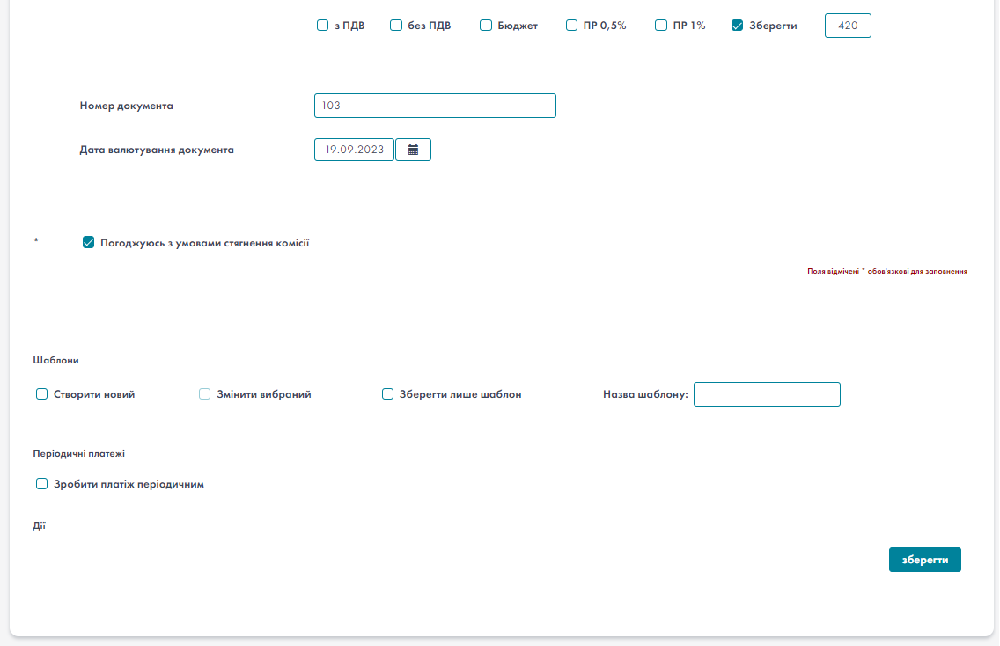 з ПДВ без ПДВ Бюджет ПР 0,5% ПР 1% Зберегти 420
Номер документа 103
Дата валютування документа 19.09.2023
* Погоджуюсь з умовами стягнення комісії
Поля відмічені * обов'язкові для заповнення
Шаблони
Створити новий Змінити вибраний Зберегти лише шаблон Назва шаблону:
Періодичні платежі
Зробити платіж періодичним
Дії
зберегти